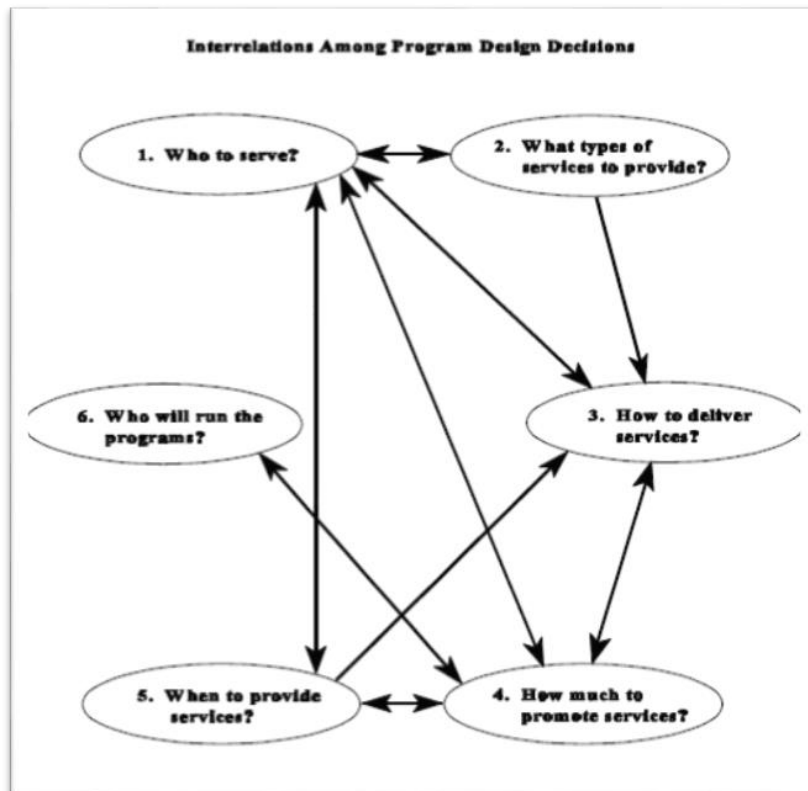 Interrelations Among Program Design Decisions
1. Who to serve?
2. What types of
services to provide?
6. Who will run the
programs?
3. How to deliver
services?
5. When to provide
services?
4. How much to
promote services?